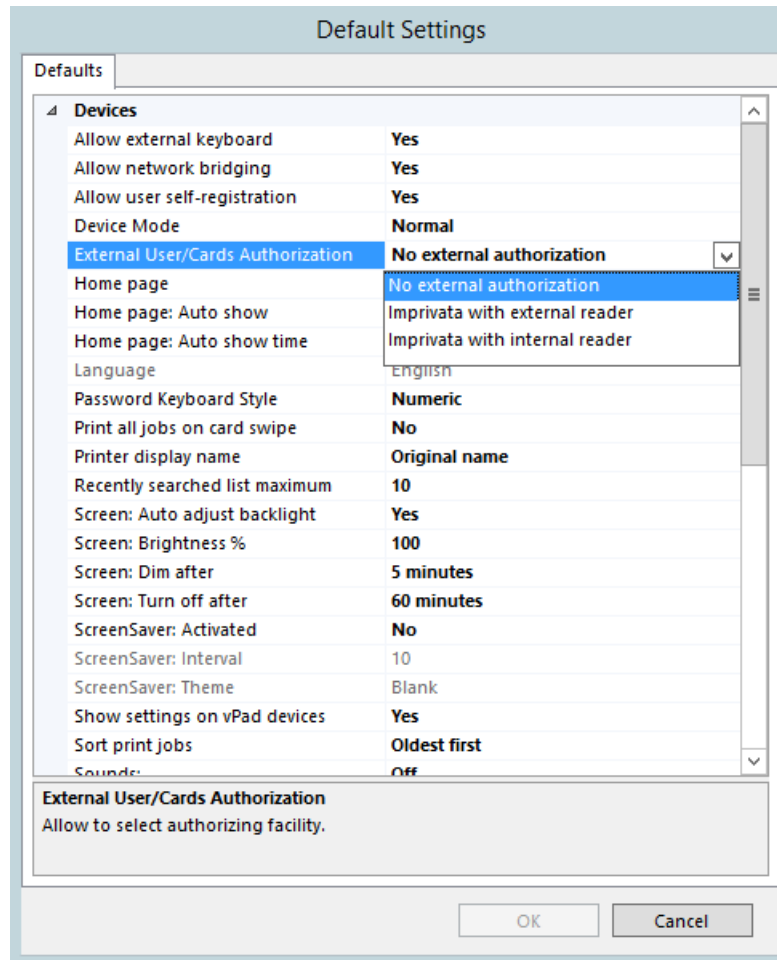 Default Settings
Defaults
Devices
Allow external keyboard Yes
Allow network bridging Yes
Allow user self-registration Yes
Device Mode Normal
External User/Cards Authorization No external authorization
Home page No external authorization
Home page: Auto show Imprivata with external reader
Home page: Auto show time Imprivata with internal reader
Language English
Password Keyboard Style Numeric
Print all jobs on card swipe No
Printer display name Original name
Recently searched list maximum 10
Screen: Auto adjust backlight Yes
Screen: Brightness % 100
Screen: Dim after 5 minutes
Screen: Turn off after 60 minutes
ScreenSaver: Activated No
ScreenSaver: Interval 10
ScreenSaver: Theme Blank
Show settings on vPad devices Yes
Sort print jobs Oldest first
Sounds: Off
External User/Cards Authorization
Allow to select authorizing facility.
OK Cancel